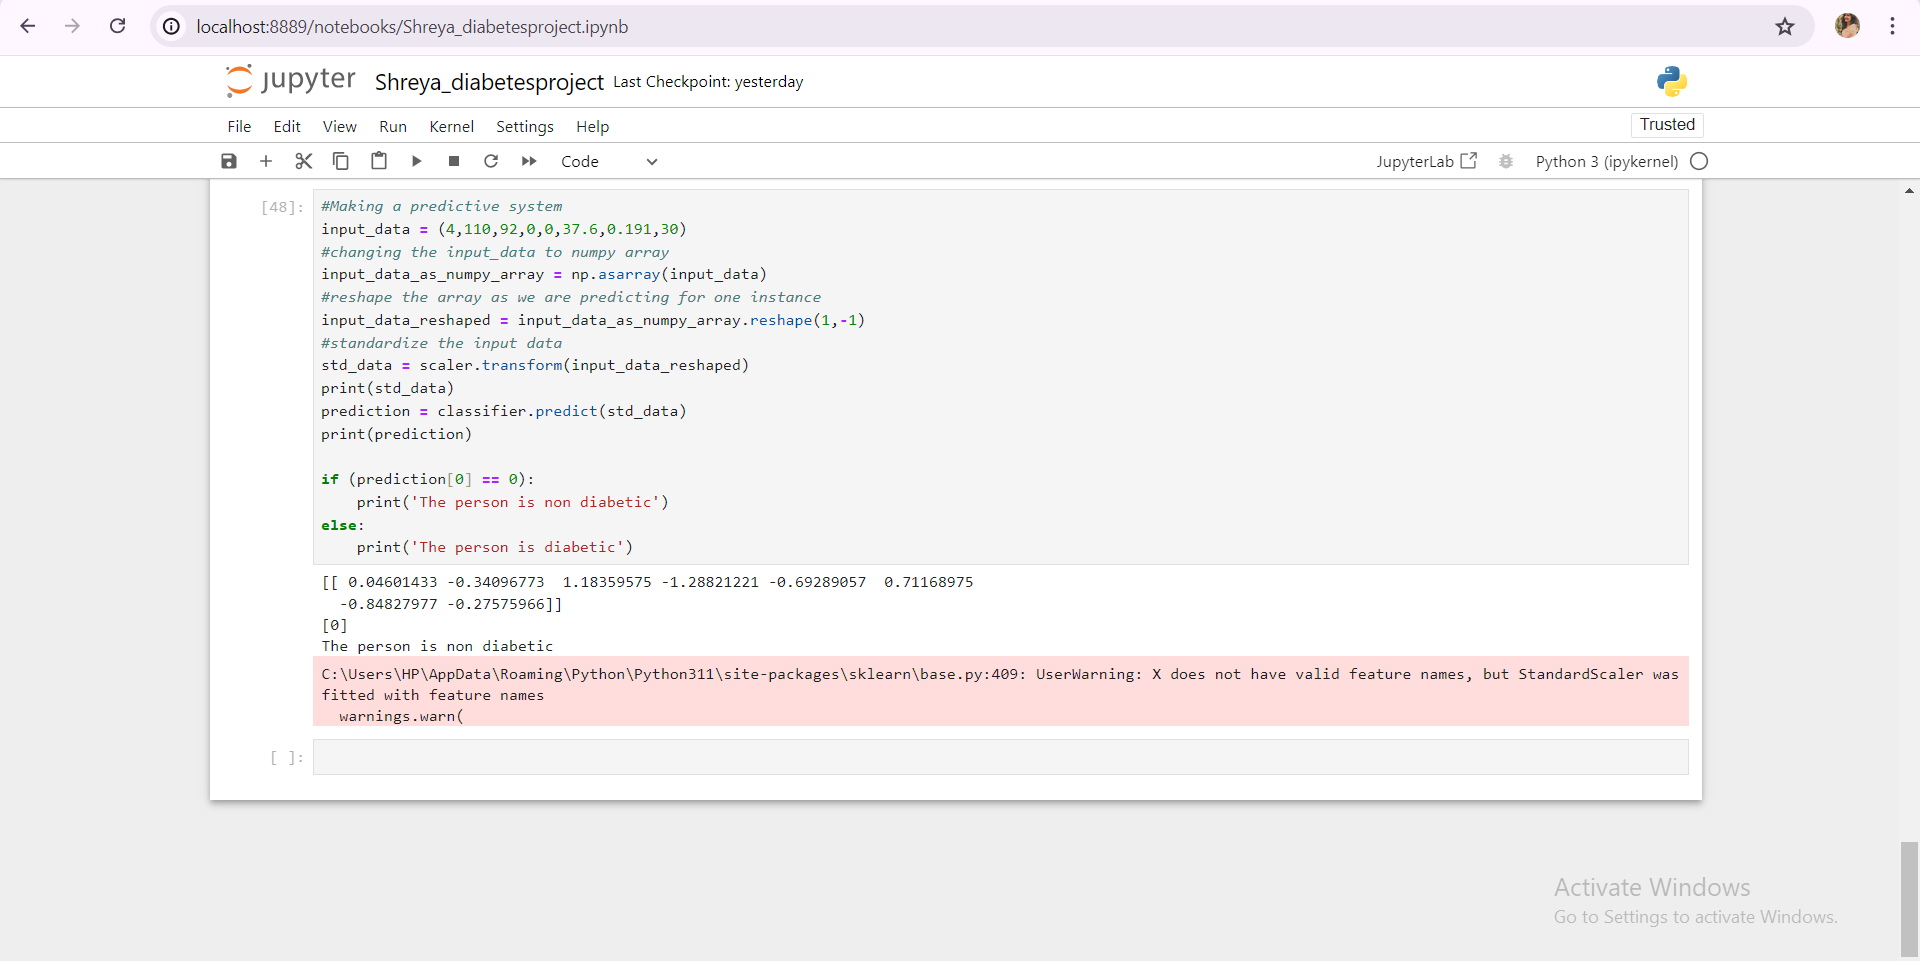 localhost:8889/notebooks/Shreya_diabetesproject.ipynb
jupyter Shreya_diabetesproject Last Checkpoint: yesterday
File Edit View Run Kernel Settings Help Trusted
Code JupyterLab Python 3 (ipykernel)
[48]: #Making a predictive system
input_data = (4,110,92,0,0,37.6,0.191,30)
#changing the input_data to numpy array
input_data_as_numpy_array = np.asarray(input_data)
#reshape the array as we are predicting for one instance
input_data_reshaped = input_data_as_numpy_array.reshape(1,-1)
#standardize the input data
std_data = scaler.transform(input_data_reshaped)
print(std_data)
prediction = classifier.predict(std_data)
print(prediction)

if (prediction[0] == 0):
    print('The person is non diabetic')
else:
    print('The person is diabetic')
[[ 0.04601433 -0.34096773  1.18359575 -1.28821221 -0.69289057  0.71168975
  -0.84827977 -0.27575966]]
[0]
The person is non diabetic
C:\Users\HP\AppData\Roaming\Python\Python311\site-packages\sklearn\base.py:409: UserWarning: X does not have valid feature names, but StandardScaler was
fitted with feature names
  warnings.warn(
[ ]:
Activate Windows
Go to Settings to activate Windows.